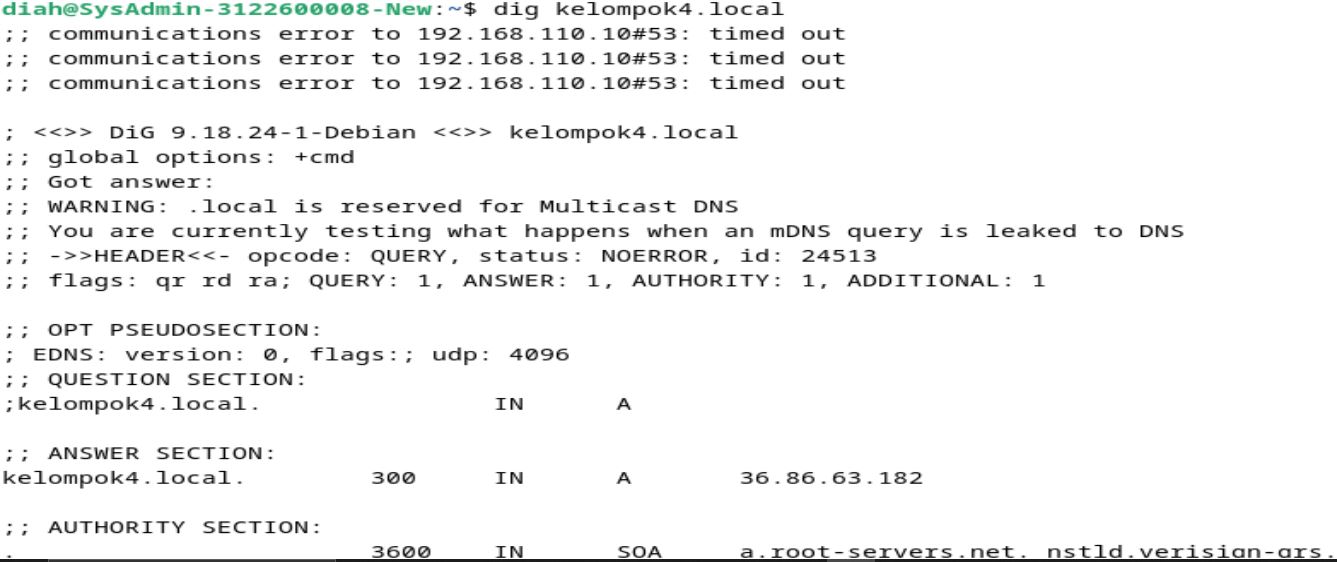 diah@SysAdmin-3122600008-New:~$ dig kelompok4.local
;; communications error to 192.168.110.10#53: timed out
;; communications error to 192.168.110.10#53: timed out
;; communications error to 192.168.110.10#53: timed out
; <<>> DiG 9.18.24-1-Debian <<>> kelompok4.local
;; global options: +cmd
;; Got answer:
;; WARNING: .local is reserved for Multicast DNS
;; You are currently testing what happens when an mDNS query is leaked to DNS
;; ->>HEADER<<- opcode: QUERY, status: NOERROR, id: 24513
;; flags: qr rd ra; QUERY: 1, ANSWER: 1, AUTHORITY: 1, ADDITIONAL: 1
;; OPT PSEUDOSECTION:
; EDNS: version: 0, flags:; udp: 4096
;; QUESTION SECTION:
;kelompok4.local. IN A
;; ANSWER SECTION:
kelompok4.local. 300 IN A 36.86.63.182
;; AUTHORITY SECTION:
. 3600 IN SOA a.root-servers.net. nstld.verisign-grs.